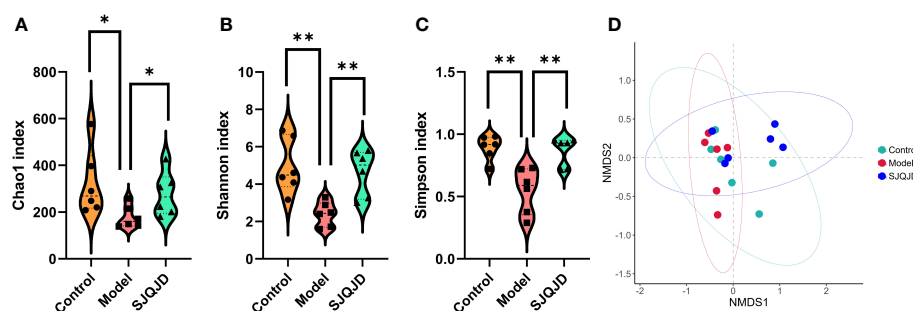 A
Chao1 index
800
600
400
200
0
*
*
Control
Model
SJQJD
B
Shannon index
10
8
6
4
2
0
**
**
Control
Model
SJQJD
C
Simpson index
1.5
1.0
0.5
0.0
**
**
Control
Model
SJQJD
D
NMDS2
1.0
0.5
0.0
-0.5
-1.0
-1.5
-2
-1
0
1
2
NMDS1
Contro
Model
SJQJD